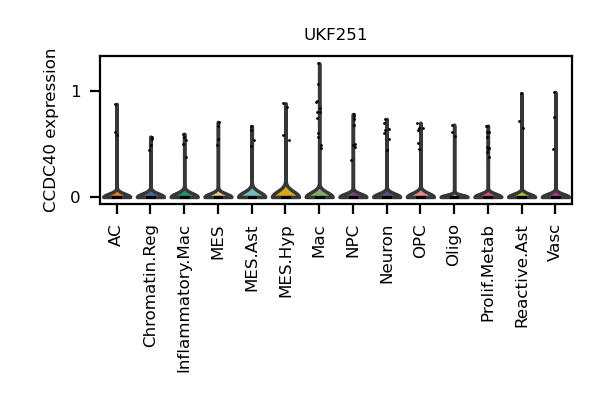 UKF251
CCDC40 expression
1
0
AC
Chromatin.Reg
Inflammatory.Mac
MES
MES.Ast
MES.Hyp
Mac
NPC
Neuron
OPC
Oligo
Prolif.Metab
Reactive.Ast
Vasc